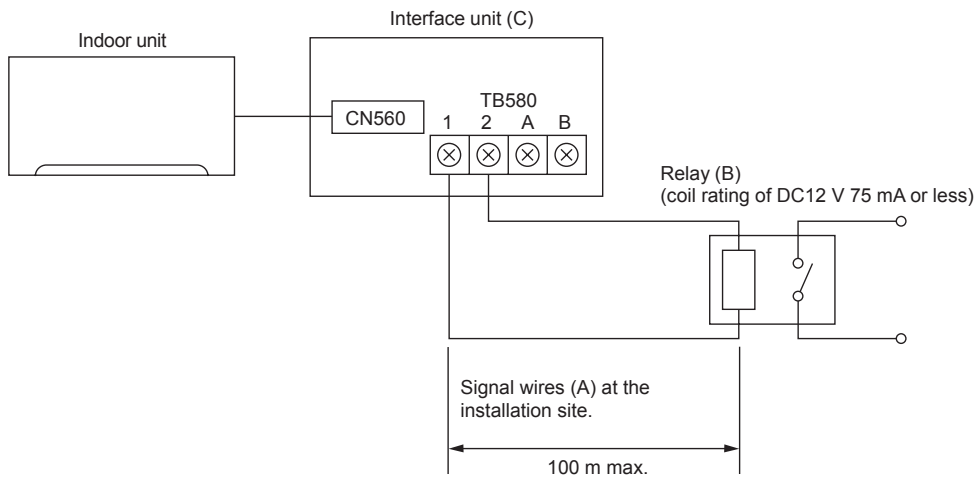 Interface unit (C)
Indoor unit
TB580
CN560
1 2 A B
Relay (B)
(coil rating of DC12 V 75 mA or less)
Signal wires (A) at the
installation site.
100 m max.